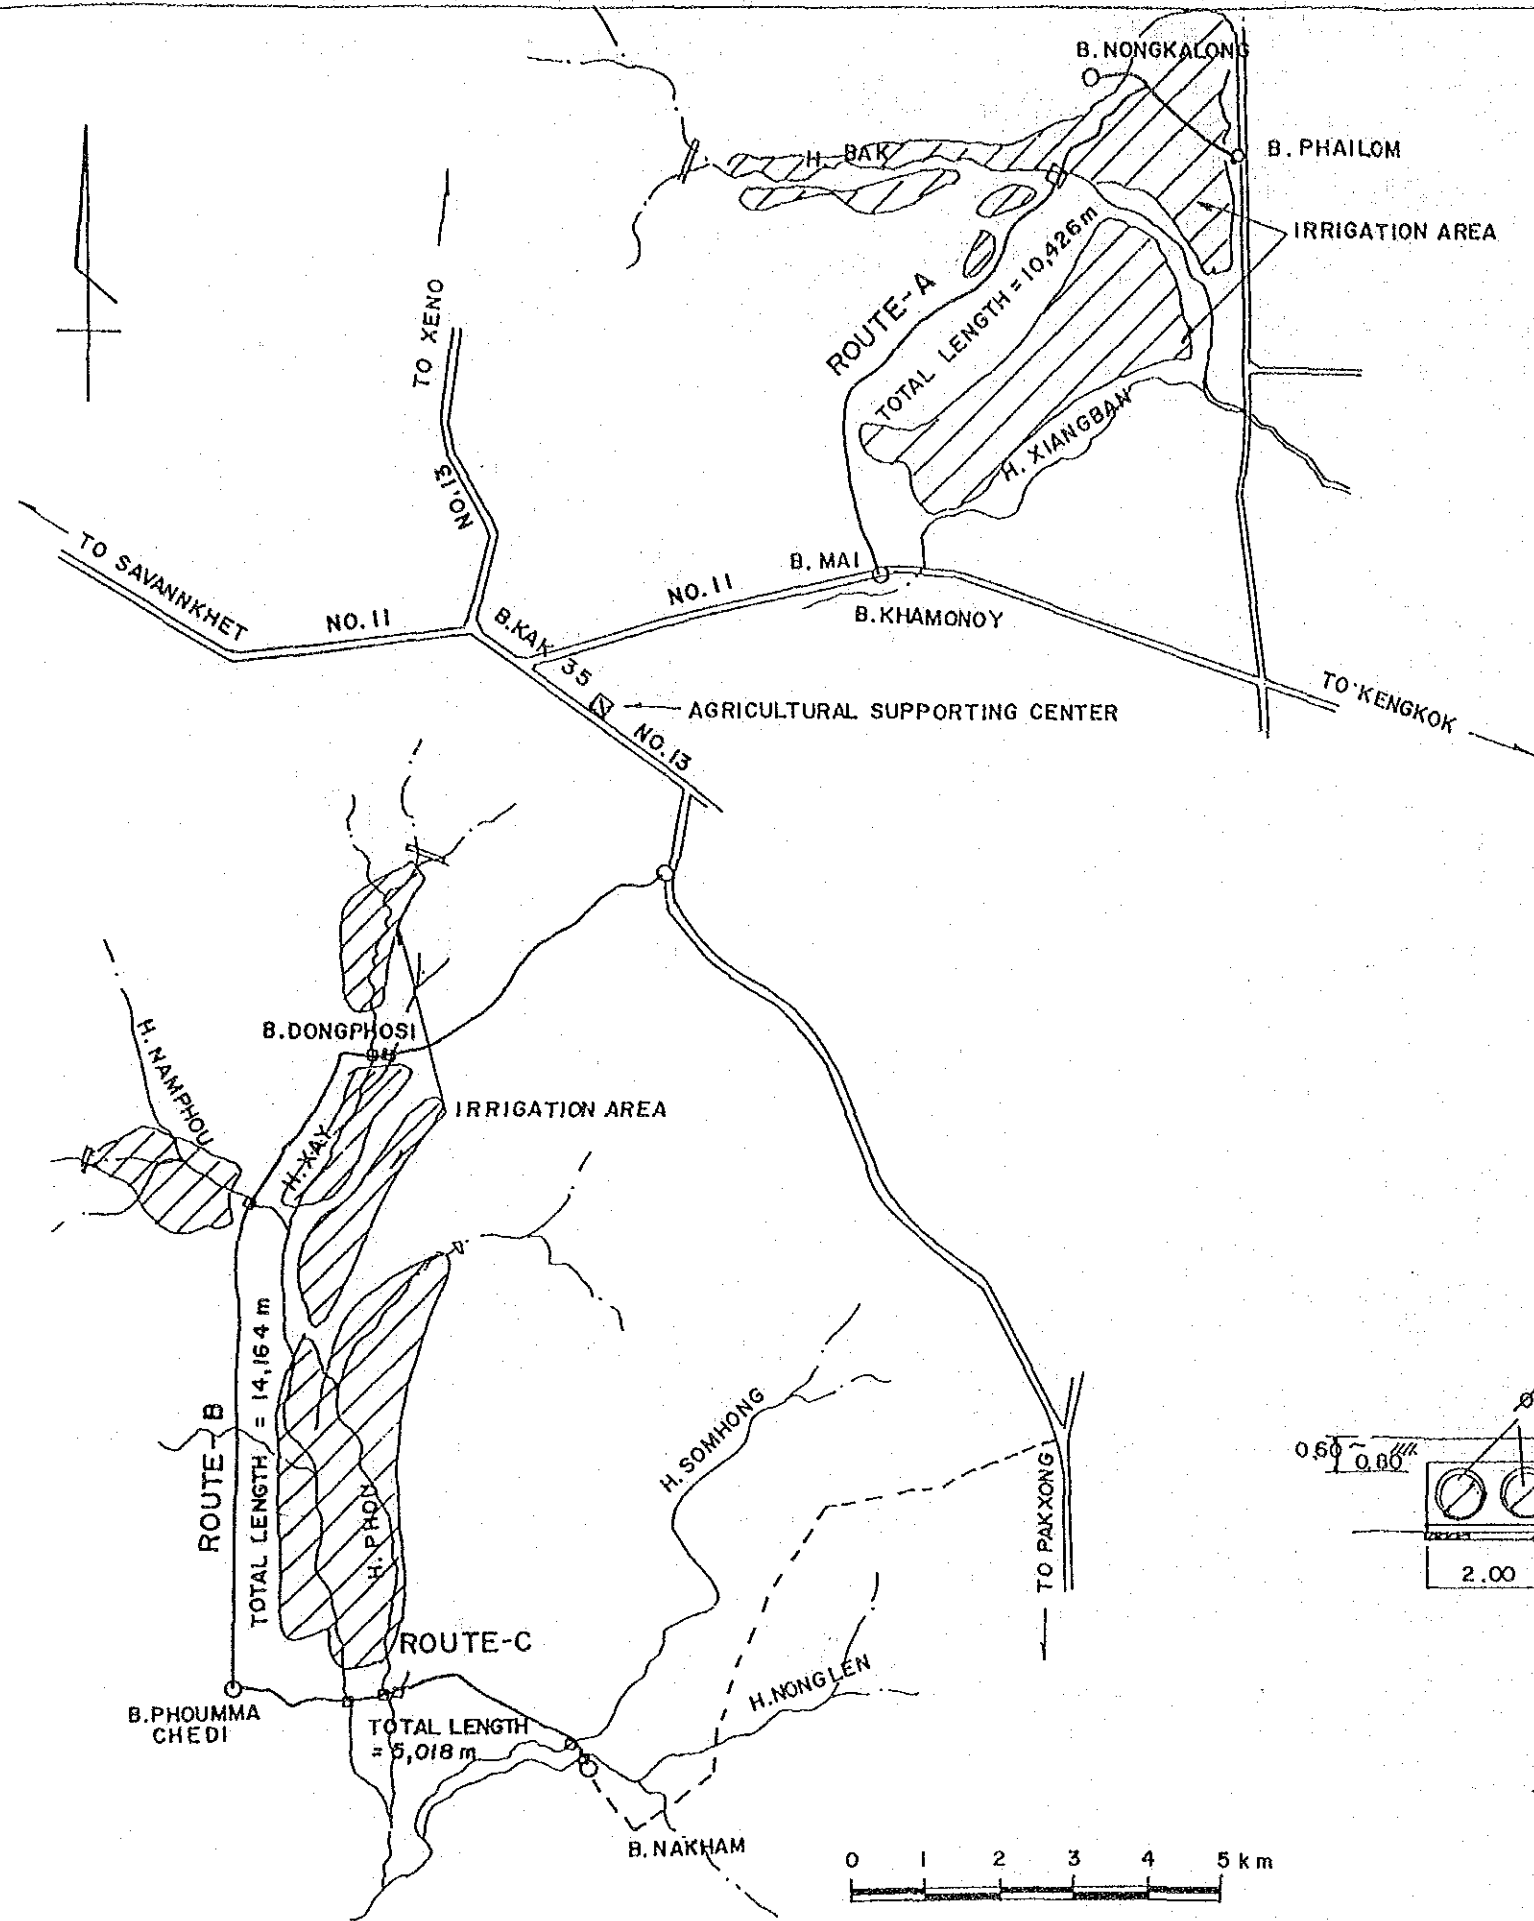 B. NONGKALONG
B. PHAILOM
H. BAK
IRRIGATION AREA
ROUTE-A
TOTAL LENGTH = 10,426 m
TO XENO
H. XIANGBAN
NO.13
TO SAVANNKHET
NO. 11
NO. 11
B. MAI
B. KHAMONOY
B. KAK 35
TO KENGKOK
AGRICULTURAL SUPPORTING CENTER
NO. 13
B. DONGPHOSI
H. NAMPHOU
IRRIGATION AREA
H. XAY
TOTAL LENGTH = 14,164 m
ROUTE-B
H. SOMHONG
0.60 ~
0.80
H. PHON
TO PAKXONG
2.00
ROUTE-C
H. NONGLEN
B. PHOUMMA
CHEDI
TOTAL LENGTH
= 5,018 m
B. NAKHAM
0 1 2 3 4 5 km